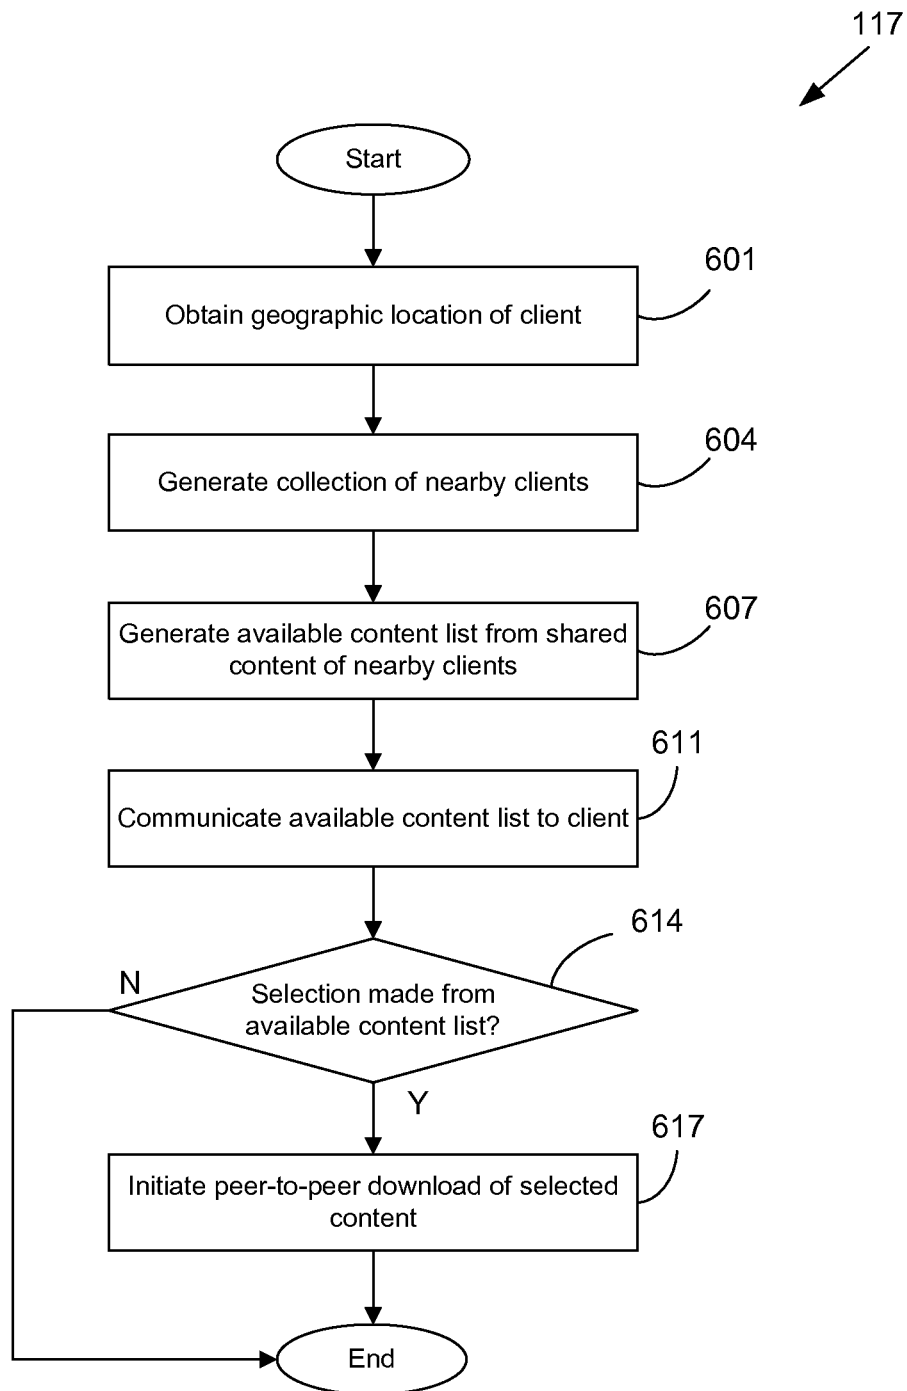 117
Start
601
Obtain geographic location of client
604
Generate collection of nearby clients
607
Generate available content list from shared
content of nearby clients
611
Communicate available content list to client
614
N
Selection made from
available content list?
Y
617
Initiate peer-to-peer download of selected
content
End